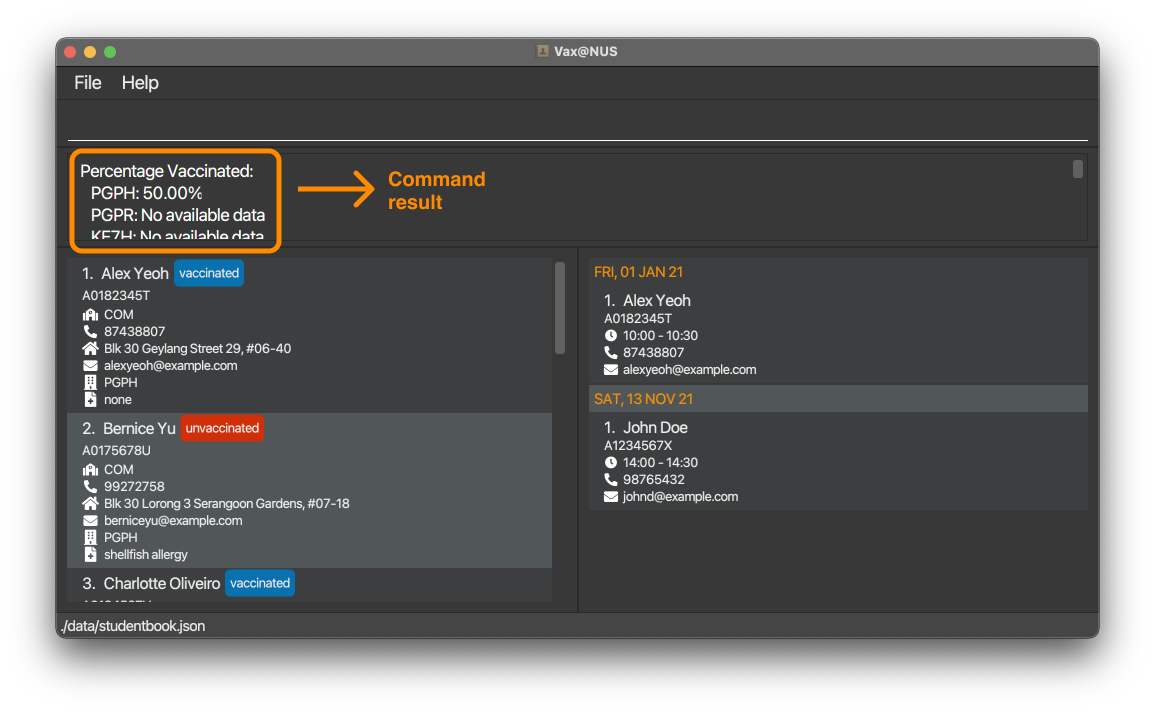 Vax@NUS
File Help
Percentage Vaccinated:
PGPH: 50.00%
PGPR: No available data
KE7H: No available data
Command
result
1. Alex Yeoh vaccinated
A0182345T
COM
87438807
Blk 30 Geylang Street 29, #06-40
alexyeoh@example.com
PGPH
none
2. Bernice Yu unvaccinated
A0175678U
COM
99272758
Blk 30 Lorong 3 Serangoon Gardens, #07-18
berniceyu@example.com
PGPH
shellfish allergy
3. Charlotte Oliveiro vaccinated
FRI, 01 JAN 21
1. Alex Yeoh
A0182345T
10:00 - 10:30
87438807
alexyeoh@example.com
SAT, 13 NOV 21
1. John Doe
A1234567X
14:00 - 14:30
98765432
johnd@example.com
./data/studentbook.json